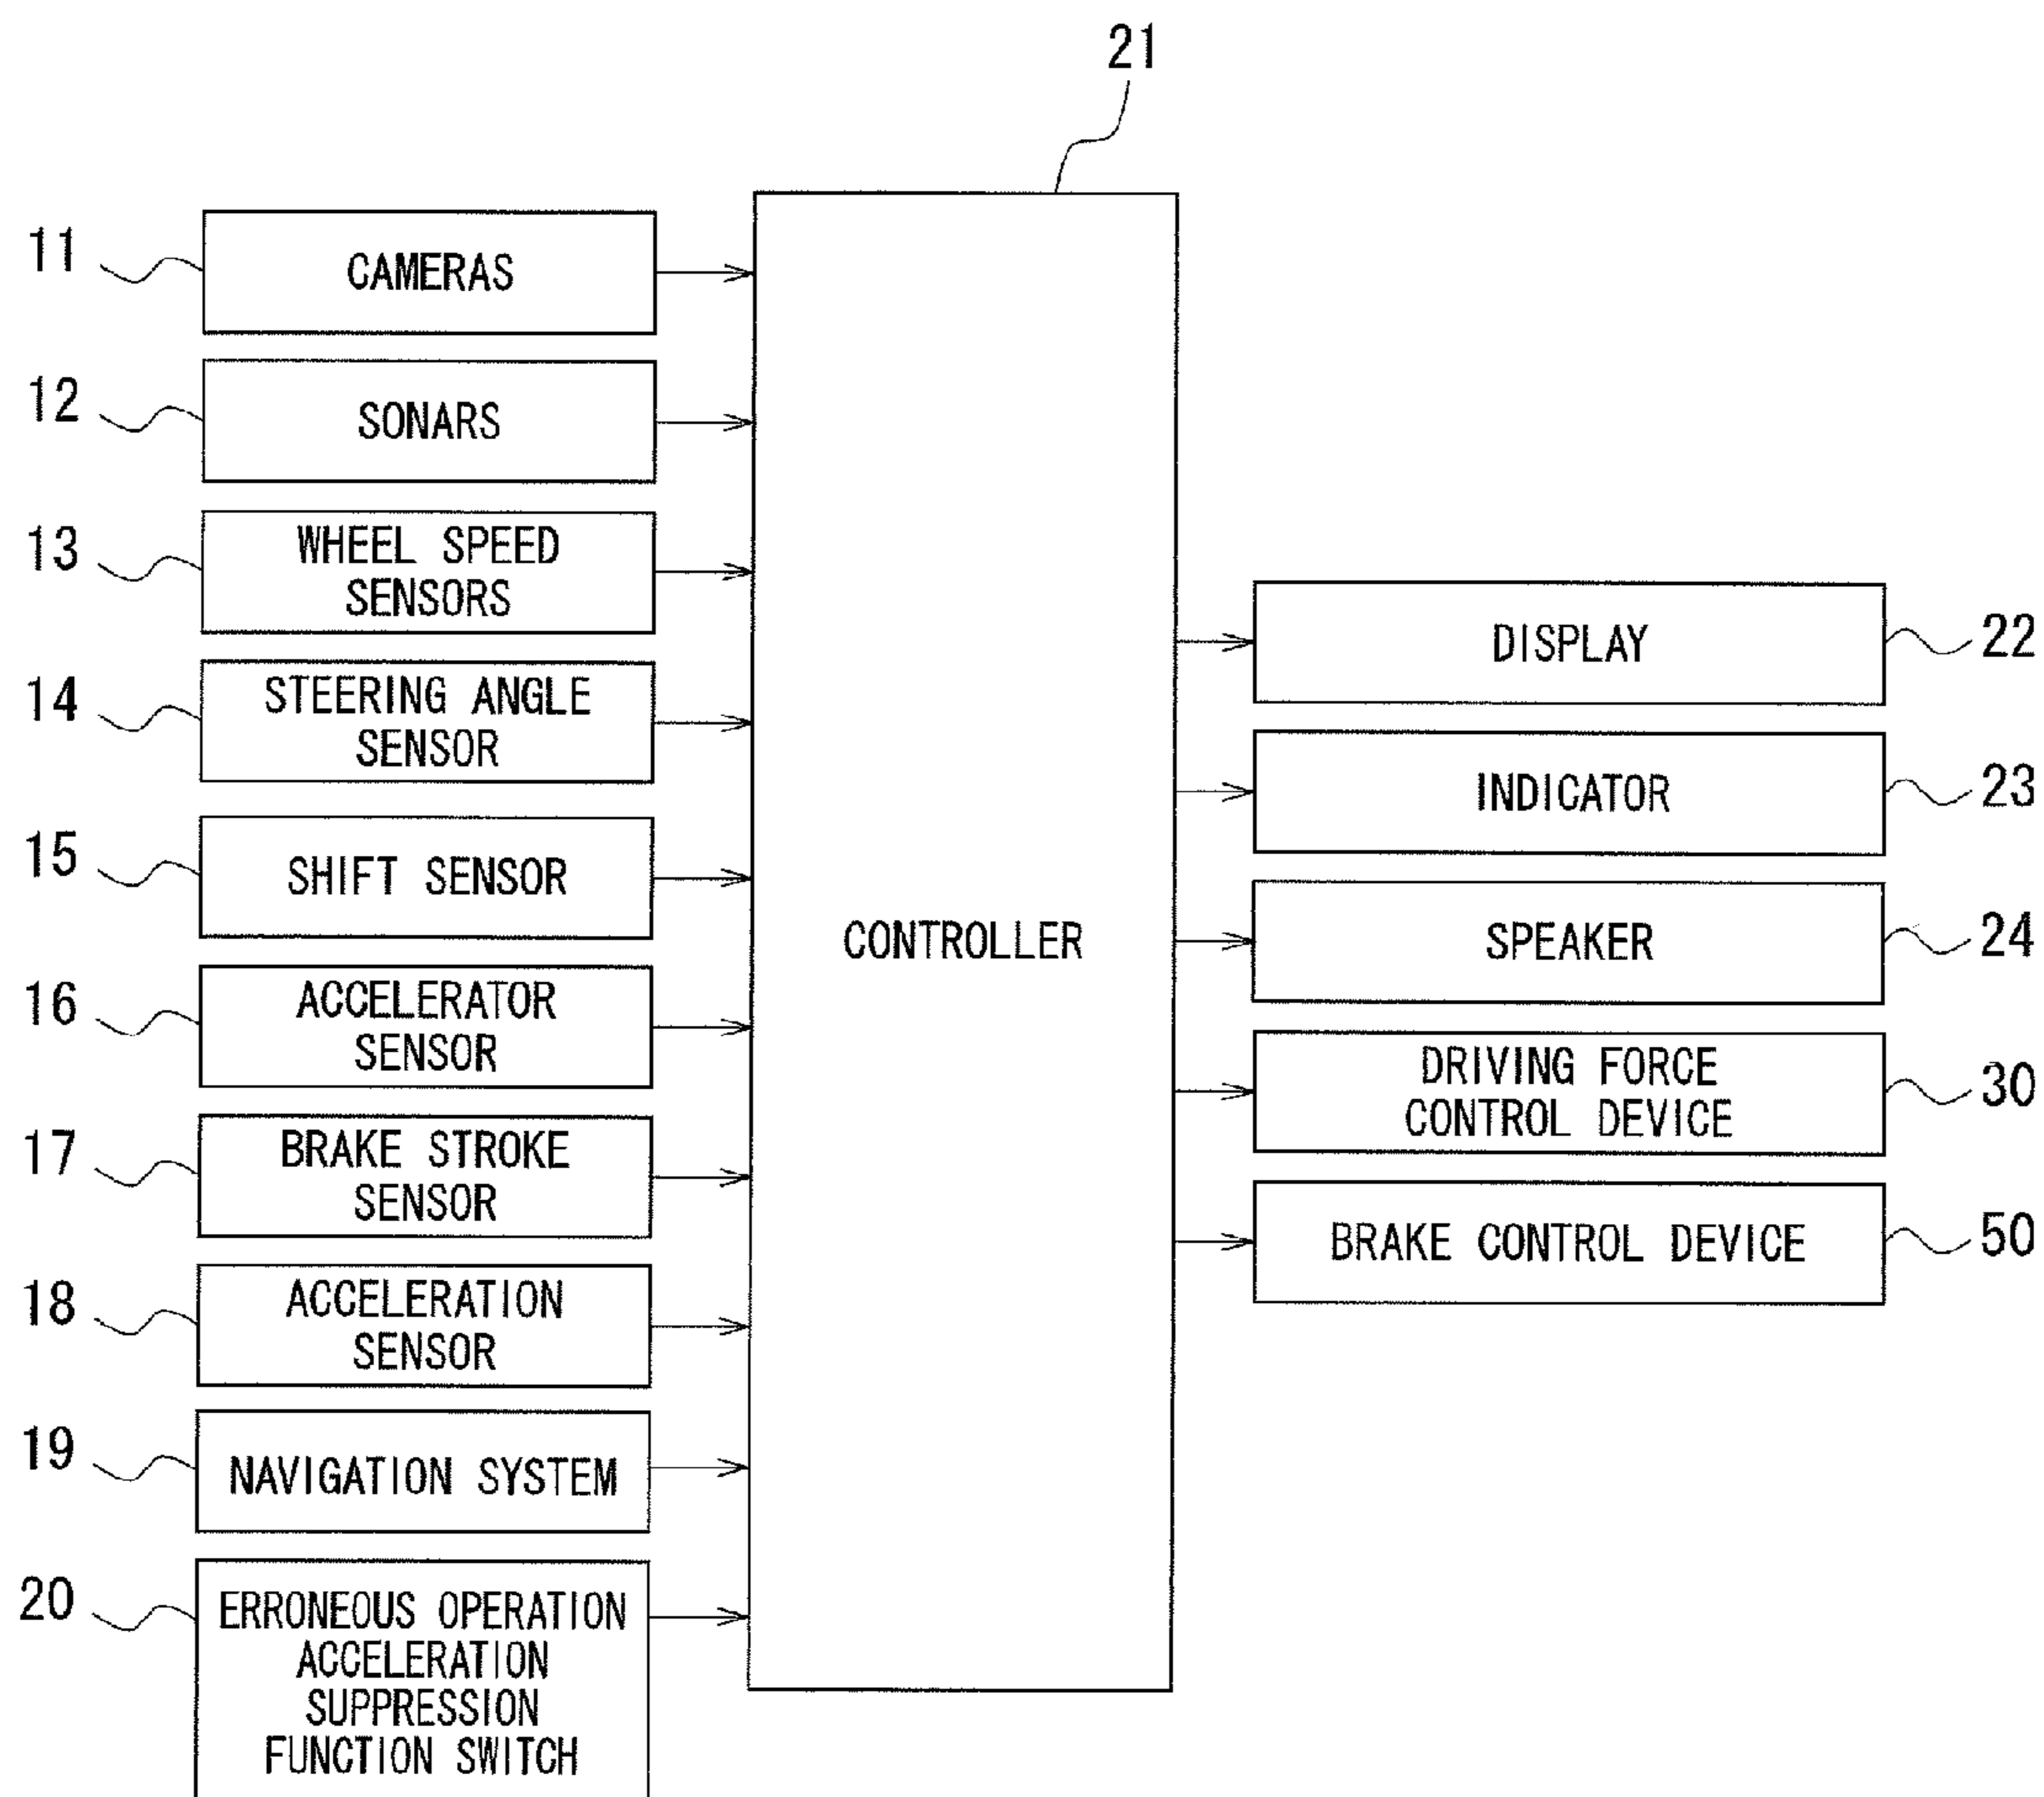 21
11
CAMERAS
12
SONARS
13
WHEEL SPEED
SENSORS
14
STEERING ANGLE
SENSOR
15
SHIFT SENSOR
16
ACCELERATOR
SENSOR
17
BRAKE STROKE
SENSOR
18
ACCELERATION
SENSOR
19
NAVIGATION SYSTEM
20
ERRONEOUS OPERATION
ACCELERATION
SUPPRESSION
FUNCTION SWITCH
CONTROLLER
DISPLAY
22
INDICATOR
23
SPEAKER
24
DRIVING FORCE
CONTROL DEVICE
30
BRAKE CONTROL DEVICE
50